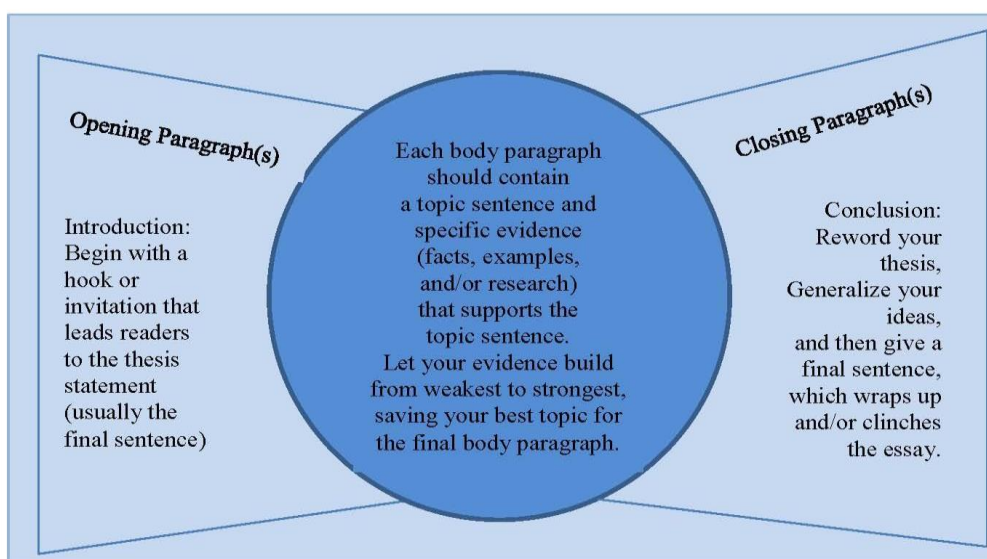 Opening Paragraph(s)
Introduction:
Begin with a
hook or
invitation that
leads readers
to the thesis
statement
(usually the
final sentence)
Each body paragraph
should contain
a topic sentence and
specific evidence
(facts, examples,
and/or research)
that supports the
topic sentence.
Let your evidence build
from weakest to strongest,
saving your best topic for
the final body paragraph.
Closing Paragraph(s)
Conclusion:
Reword your
thesis,
Generalize your
ideas,
and then give a
final sentence,
which wraps up
and/or clinches
the essay.